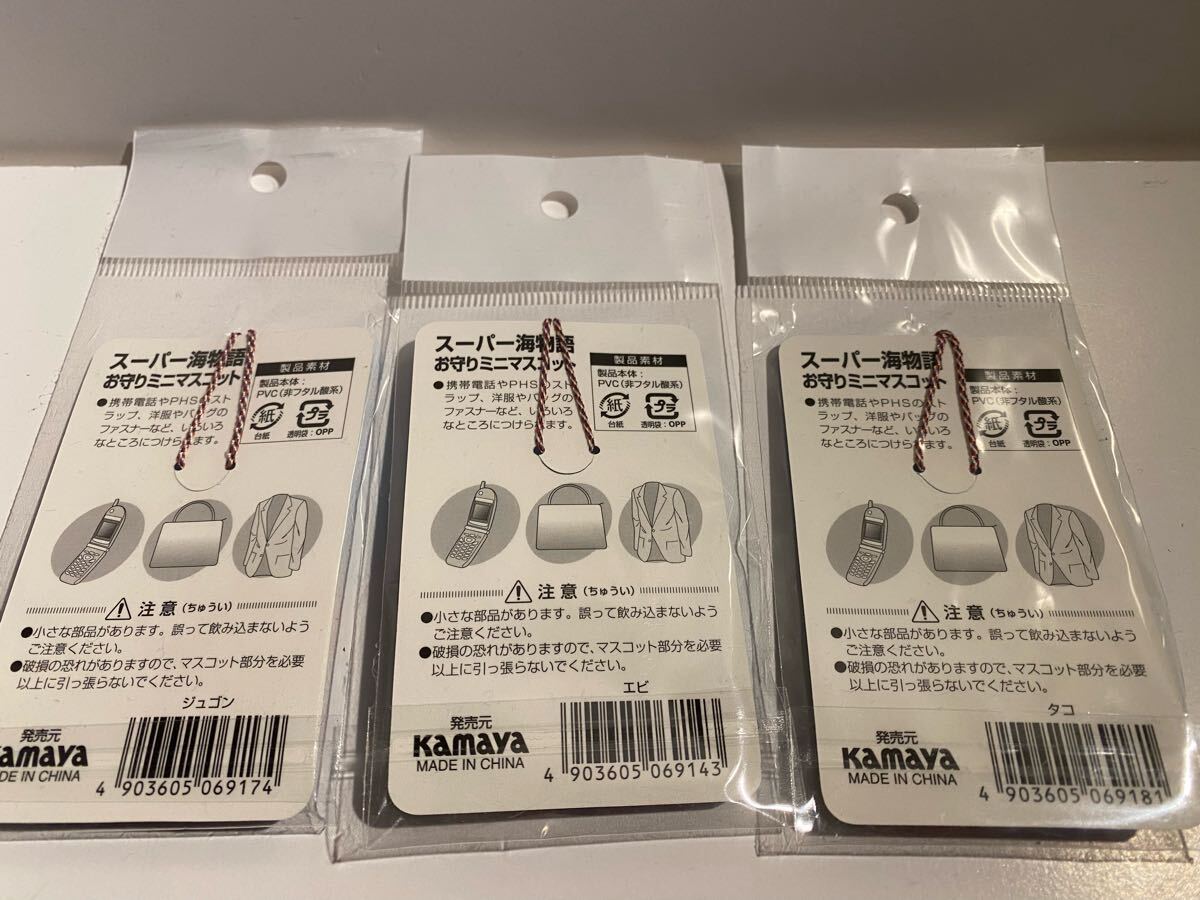 スーパー海物語
お守りミニマスコット
●携帯電話やPHSのスト
ラップ、洋服やバッグの
ファスナーなど、いろいろ
なところにつけられます。
製品素材
製品本体:
PVC(非フタル酸系)
紙
プラ
台紙
透明袋:OPP
注意(ちゅうい)
●小さな部品があります。誤って飲み込まないよう
ご注意ください。
●破損の恐れがありますので、マスコット部分を必要
以上に引っ張らないでください。
ジュゴン
発売元
Kamaya
MADE IN CHINA
4 903605 069174
スーパー海物語
お守りミニマスコット
●携帯電話やPHSのスト
ラップ、洋服やバッグの
ファスナーなど、いろいろ
なところにつけられます。
製品素材
製品本体:
PVC(非フタル酸系)
紙
プラ
台紙
透明袋:OPP
注意(ちゅうい)
●小さな部品があります。誤って飲み込まないよう
ご注意ください。
●破損の恐れがありますので、マスコット部分を必要
以上に引っ張らないでください。
エビ
発売元
Kamaya
MADE IN CHINA
4 903605 069143
スーパー海物語
お守りミニマスコット
●携帯電話やPHSのスト
ラップ、洋服やバッグの
ファスナーなど、いろいろ
なところにつけられます。
製品素材
製品本体:
PVC(非フタル酸系)
紙
プラ
台紙
透明袋:OPP
注意(ちゅうい)
●小さな部品があります。誤って飲み込まないよう
ご注意ください。
●破損の恐れがありますので、マスコット部分を必要
以上に引っ張らないでください。
タコ
発売元
Kamaya
MADE IN CHINA
4 903605 069181